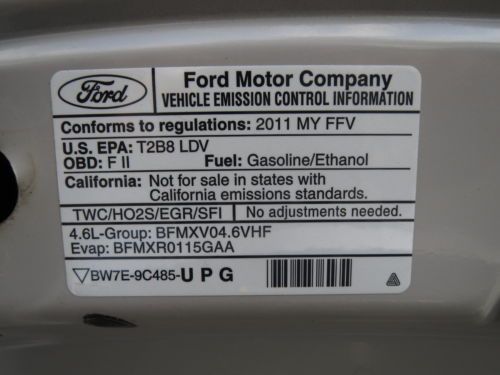 Ford
Ford Motor Company
VEHICLE EMISSION CONTROL INFORMATION
Conforms to regulations: 2011 MY FFV
U.S. EPA: T2B8 LDV
OBD: F II Fuel: Gasoline/Ethanol
California: Not for sale in states with
California emissions standards.
TWC/HO2S/EGR/SFI No adjustments needed.
4.6L-Group: BFMXV04.6VHF
Evap: BFMXR0115GAA
BW7E-9C485-U P G